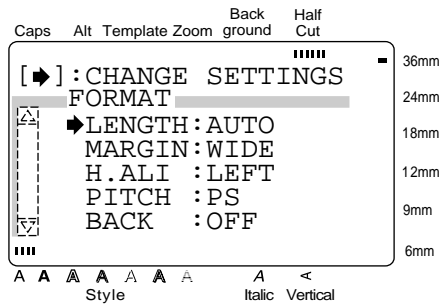 Caps Alt Template Zoom Back ground Half Cut
[➡]:CHANGE SETTINGS
FORMAT
➡LENGTH:AUTO
MARGIN:WIDE
H.ALI :LEFT
PITCH :PS
BACK :OFF
36mm
24mm
18mm
12mm
9mm
6mm
A A A A A A A A A
Style Italic Vertical